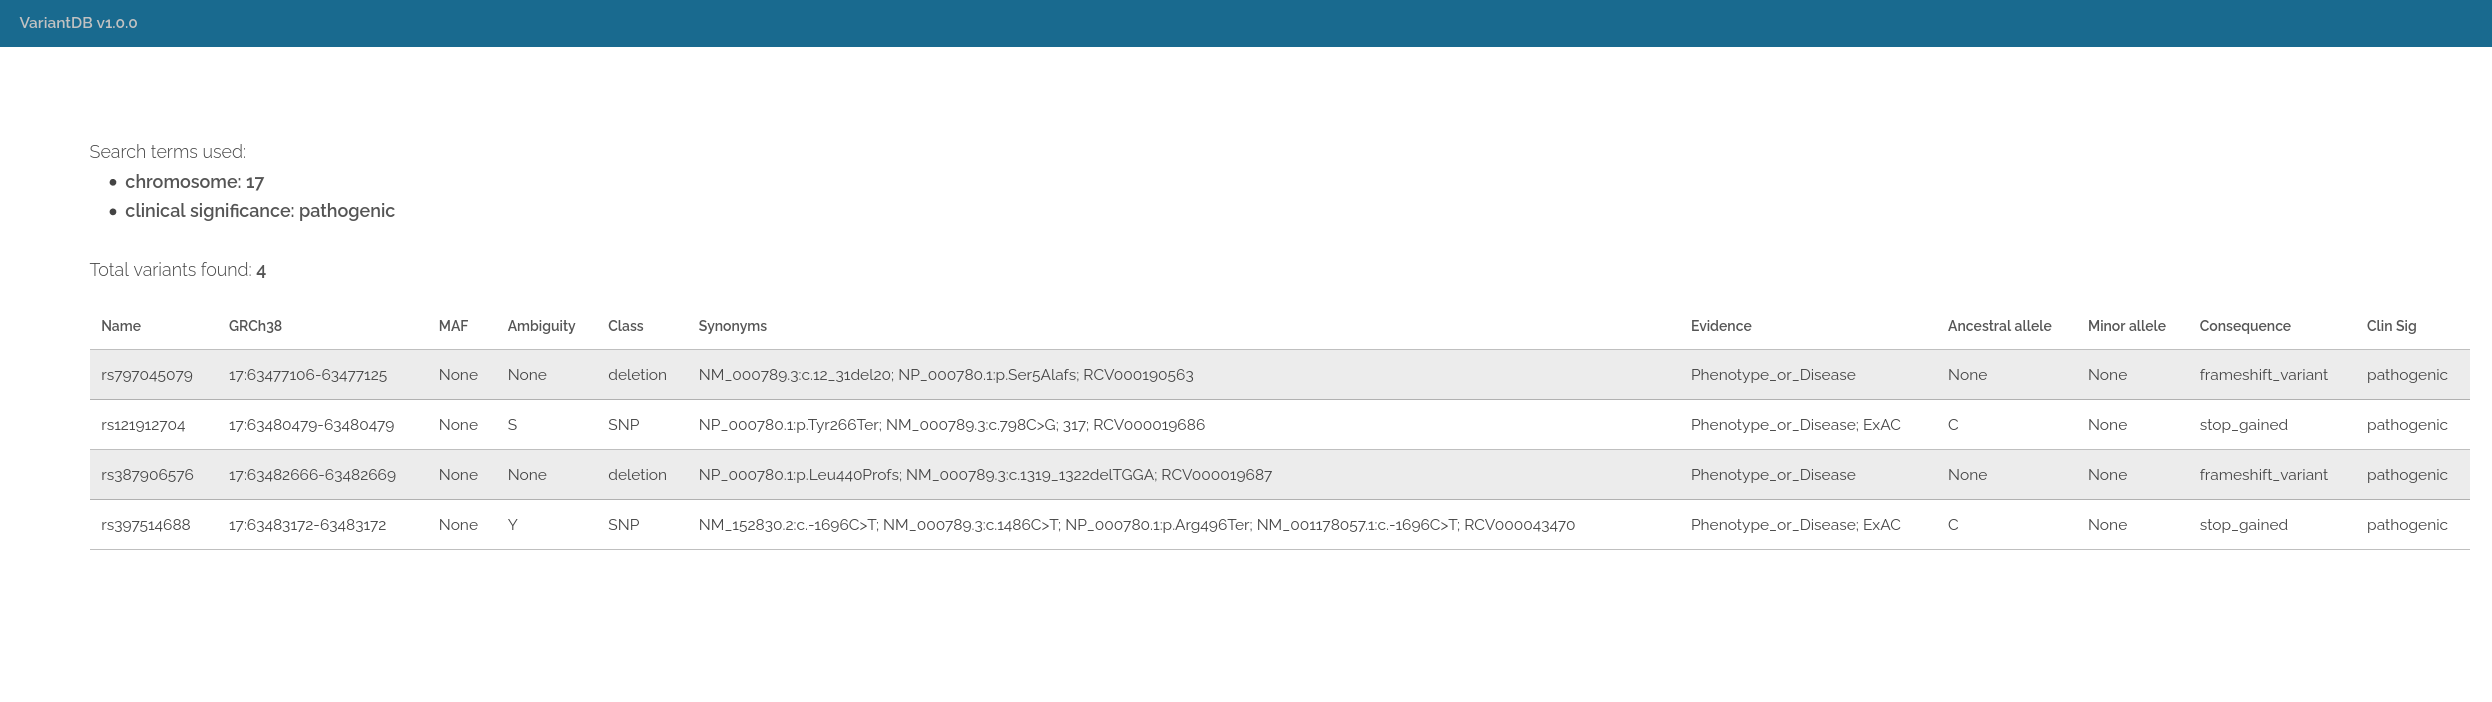 VariantDB v1.0.0
Search terms used:
• chromosome: 17
• clinical significance: pathogenic
Total variants found: 4
Name GRCh38 MAF Ambiguity Class Synonyms Evidence Ancestral allele Minor allele Consequence Clin Sig
rs797045079 17:63477106-63477125 None None deletion NM_000789.3:c.12_31del20; NP_000780.1:p.Ser5Alafs; RCV000190563 Phenotype_or_Disease None None frameshift_variant pathogenic
rs121912704 17:63480479-63480479 None S SNP NP_000780.1:p.Tyr266Ter; NM_000789.3:c.798C>G; 317; RCV000019686 Phenotype_or_Disease; ExAC C None stop_gained pathogenic
rs387906576 17:63482666-63482669 None None deletion NP_000780.1:p.Leu440Profs; NM_000789.3:c.1319_1322delTGGA; RCV000019687 Phenotype_or_Disease None None frameshift_variant pathogenic
rs397514688 17:63483172-63483172 None Y SNP NM_152830.2:c.-1696C>T; NM_000789.3:c.1486C>T; NP_000780.1:p.Arg496Ter; NM_001178057.1:c.-1696C>T; RCV000043470 Phenotype_or_Disease; ExAC C None stop_gained pathogenic